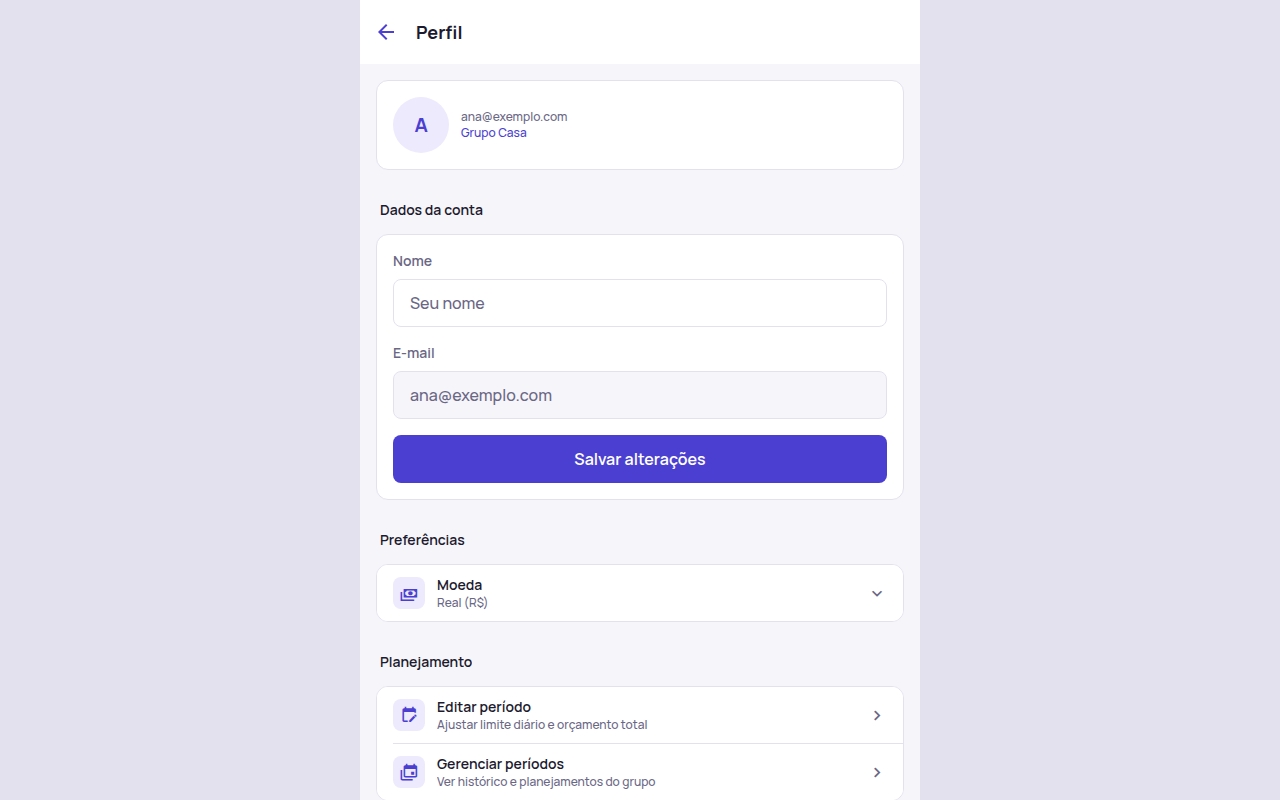 Perfil
A
ana@exemplo.com
Grupo Casa
Dados da conta
Nome
Seu nome
E-mail
ana@exemplo.com
Salvar alterações
Preferências
Moeda
Real (R$)
Planejamento
Editar período
Ajustar limite diário e orçamento total
Gerenciar períodos
Ver histórico e planejamentos do grupo